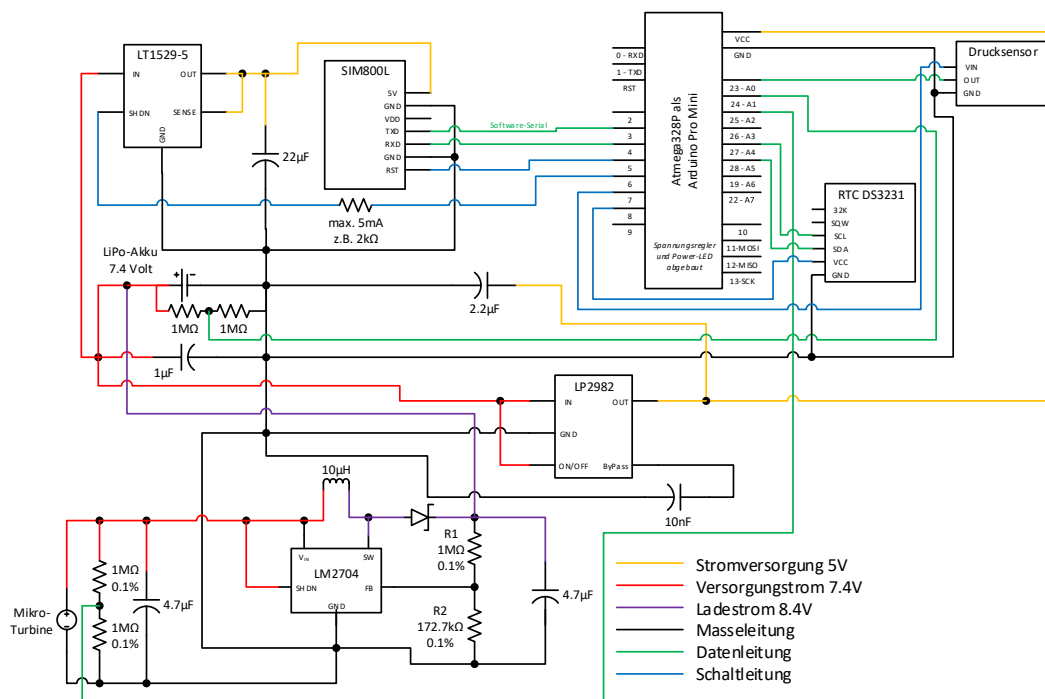 LT1529-5
IN
OUT
SHDN
SENSE
GND
22µF
SIM800L
5V
GND
VDD
TXD
RXD
GND
RST
Software-Serial
max. 5mA
z.B. 2kΩ
Atmega328P als
Arduino Pro Mini
Spannungsregler
und Power-LED
abgebaut
0 - RXD
1 - TXD
RST
2
3
4
5
6
7
8
9
VCC
GND
23 - A0
24 - A1
25 - A2
26 - A3
27 - A4
28 - A5
19 - A6
22 - A7
10
11-MOSI
12-MISO
13-SCK
Drucksensor
VIN
OUT
GND
RTC DS3231
32K
SQW
SCL
SDA
VCC
GND
LiPo-Akku
7.4 Volt
+
-
1MΩ
1MΩ
1µF
2.2µF
LP2982
IN
OUT
GND
ON/OFF
ByPass
10nF
10µH
LM2704
VIN
SW
SHDN
FB
GND
R1
1MΩ
0.1%
R2
172.7kΩ
0.1%
4.7µF
1MΩ
0.1%
1MΩ
0.1%
4.7µF
Mikro-
Turbine
Stromversorgung 5V
Versorgungstrom 7.4V
Ladestrom 8.4V
Masseleitung
Datenleitung
Schaltleitung